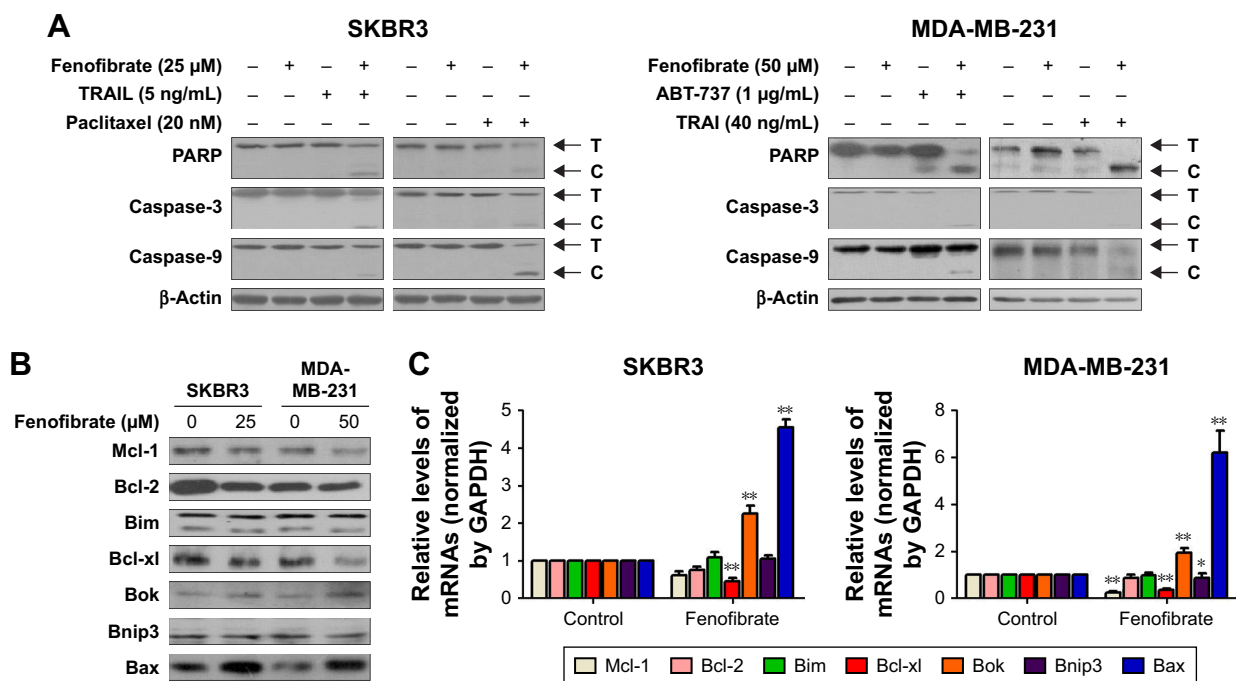 A
SKBR3
Fenofibrate (25 µM) – + – + – + – +
TRAIL (5 ng/mL) – – + + – – – –
Paclitaxel (20 nM) – – – – – – + +
PARP
T
C
Caspase-3
T
C
Caspase-9
T
C
β-Actin
MDA-MB-231
Fenofibrate (50 µM) – + – + – + – +
ABT-737 (1 µg/mL) – – + + – – – –
TRAI (40 ng/mL) – – – – – – + +
PARP
T
C
Caspase-3
T
C
Caspase-9
T
C
β-Actin
B
SKBR3
MDA-
MB-231
Fenofibrate (µM) 0 25 0 50
Mcl-1
Bcl-2
Bim
Bcl-xl
Bok
Bnip3
Bax
C
SKBR3
Relative levels of
mRNAs (normalized
by GAPDH)
5
4
3
2
1
0
**
**
**
Control Fenofibrate
MDA-MB-231
Relative levels of
mRNAs (normalized
by GAPDH)
8
6
4
2
0
**
**
**
*
**
Control Fenofibrate
Mcl-1 Bcl-2 Bim Bcl-xl Bok Bnip3 Bax